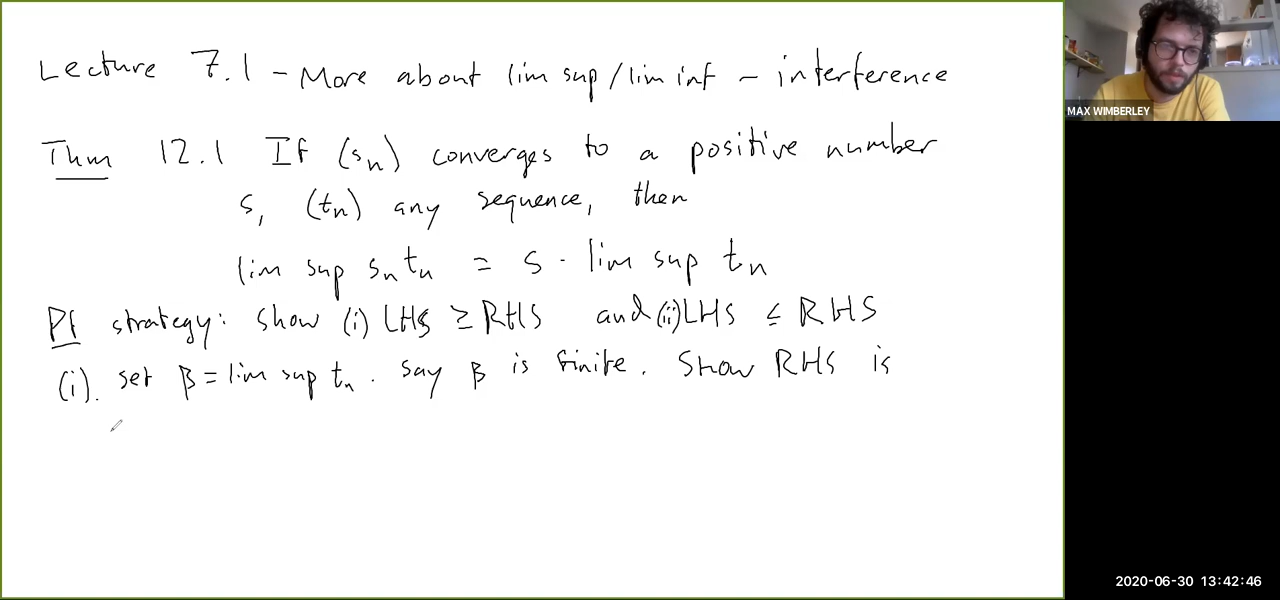 Lecture 7.1 - More about lim sup / lim inf - interference
Thm 12.1 If (sn) converges to a positive number
s, (tn) any sequence, then
lim sup sntn = s · lim sup tn
Pf strategy: show (i) LHS ≥ RHS and (ii) LHS ≤ RHS
(i). set β = lim sup tn. Say β is finite. Show RHS is
MAX WIMBERLEY
2020-06-30 13:42:46